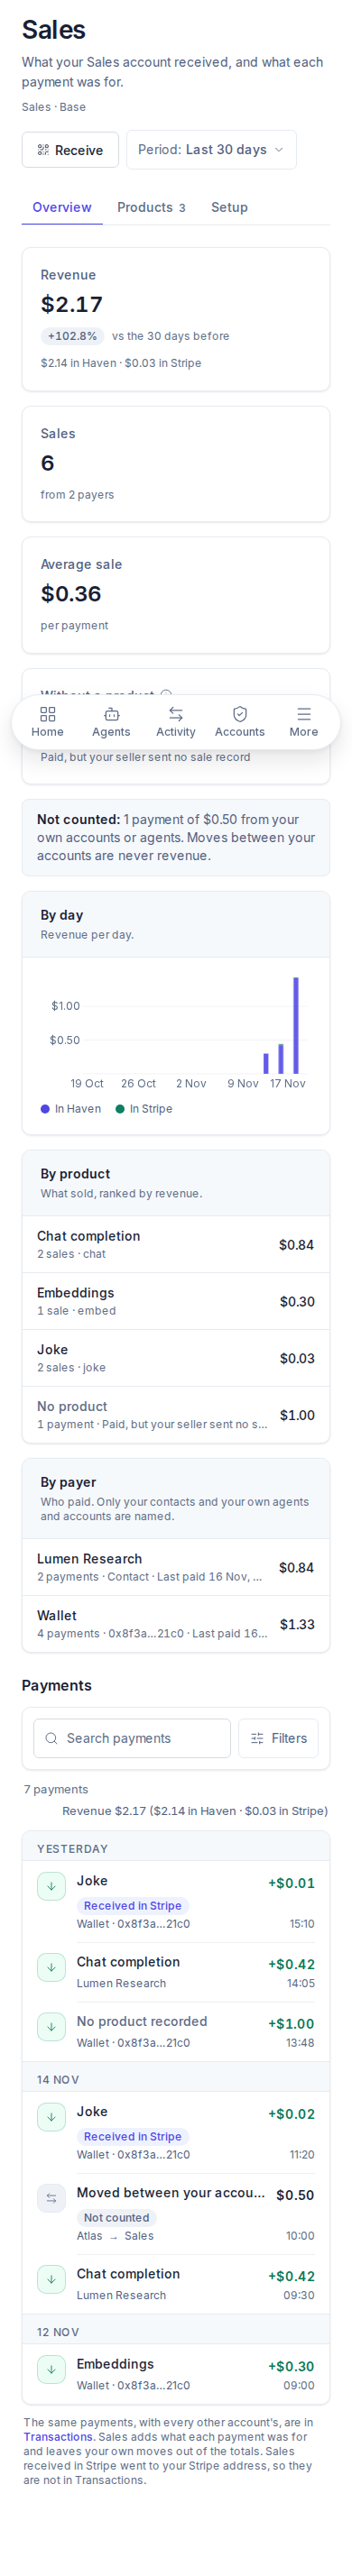 Sales
What your Sales account received, and what each
payment was for.
Sales · Base
Receive
Period: Last 30 days
Overview
Products 3
Setup
Revenue
$2.17
+102.8% vs the 30 days before
$2.14 in Haven · $0.03 in Stripe
Sales
6
from 2 payers
Average sale
$0.36
per payment
Home
Agents
Activity
Accounts
More
Paid, but your seller sent no sale record
Not counted: 1 payment of $0.50 from your
own accounts or agents. Moves between your
accounts are never revenue.
By day
Revenue per day.
$1.00
$0.50
19 Oct
26 Oct
2 Nov
9 Nov
17 Nov
In Haven
In Stripe
By product
What sold, ranked by revenue.
Chat completion
$0.84
2 sales · chat
Embeddings
$0.30
1 sale · embed
Joke
$0.03
2 sales · joke
No product
$1.00
1 payment · Paid, but your seller sent no s...
By payer
Who paid. Only your contacts and your own agents
and accounts are named.
Lumen Research
$0.84
2 payments · Contact · Last paid 16 Nov, ...
Wallet
$1.33
4 payments · 0x8f3a...21c0 · Last paid 16...
Payments
Search payments
Filters
7 payments
Revenue $2.17 ($2.14 in Haven · $0.03 in Stripe)
YESTERDAY
Joke
+$0.01
Received in Stripe
Wallet · 0x8f3a...21c0
15:10
Chat completion
+$0.42
Lumen Research
14:05
No product recorded
+$1.00
Wallet · 0x8f3a...21c0
13:48
14 NOV
Joke
+$0.02
Received in Stripe
Wallet · 0x8f3a...21c0
11:20
Moved between your accou...
$0.50
Not counted
Atlas → Sales
10:00
Chat completion
+$0.42
Lumen Research
09:30
12 NOV
Embeddings
+$0.30
Wallet · 0x8f3a...21c0
09:00
The same payments, with every other account's, are in
Transactions. Sales adds what each payment was for
and leaves your own moves out of the totals. Sales
received in Stripe went to your Stripe address, so they
are not in Transactions.